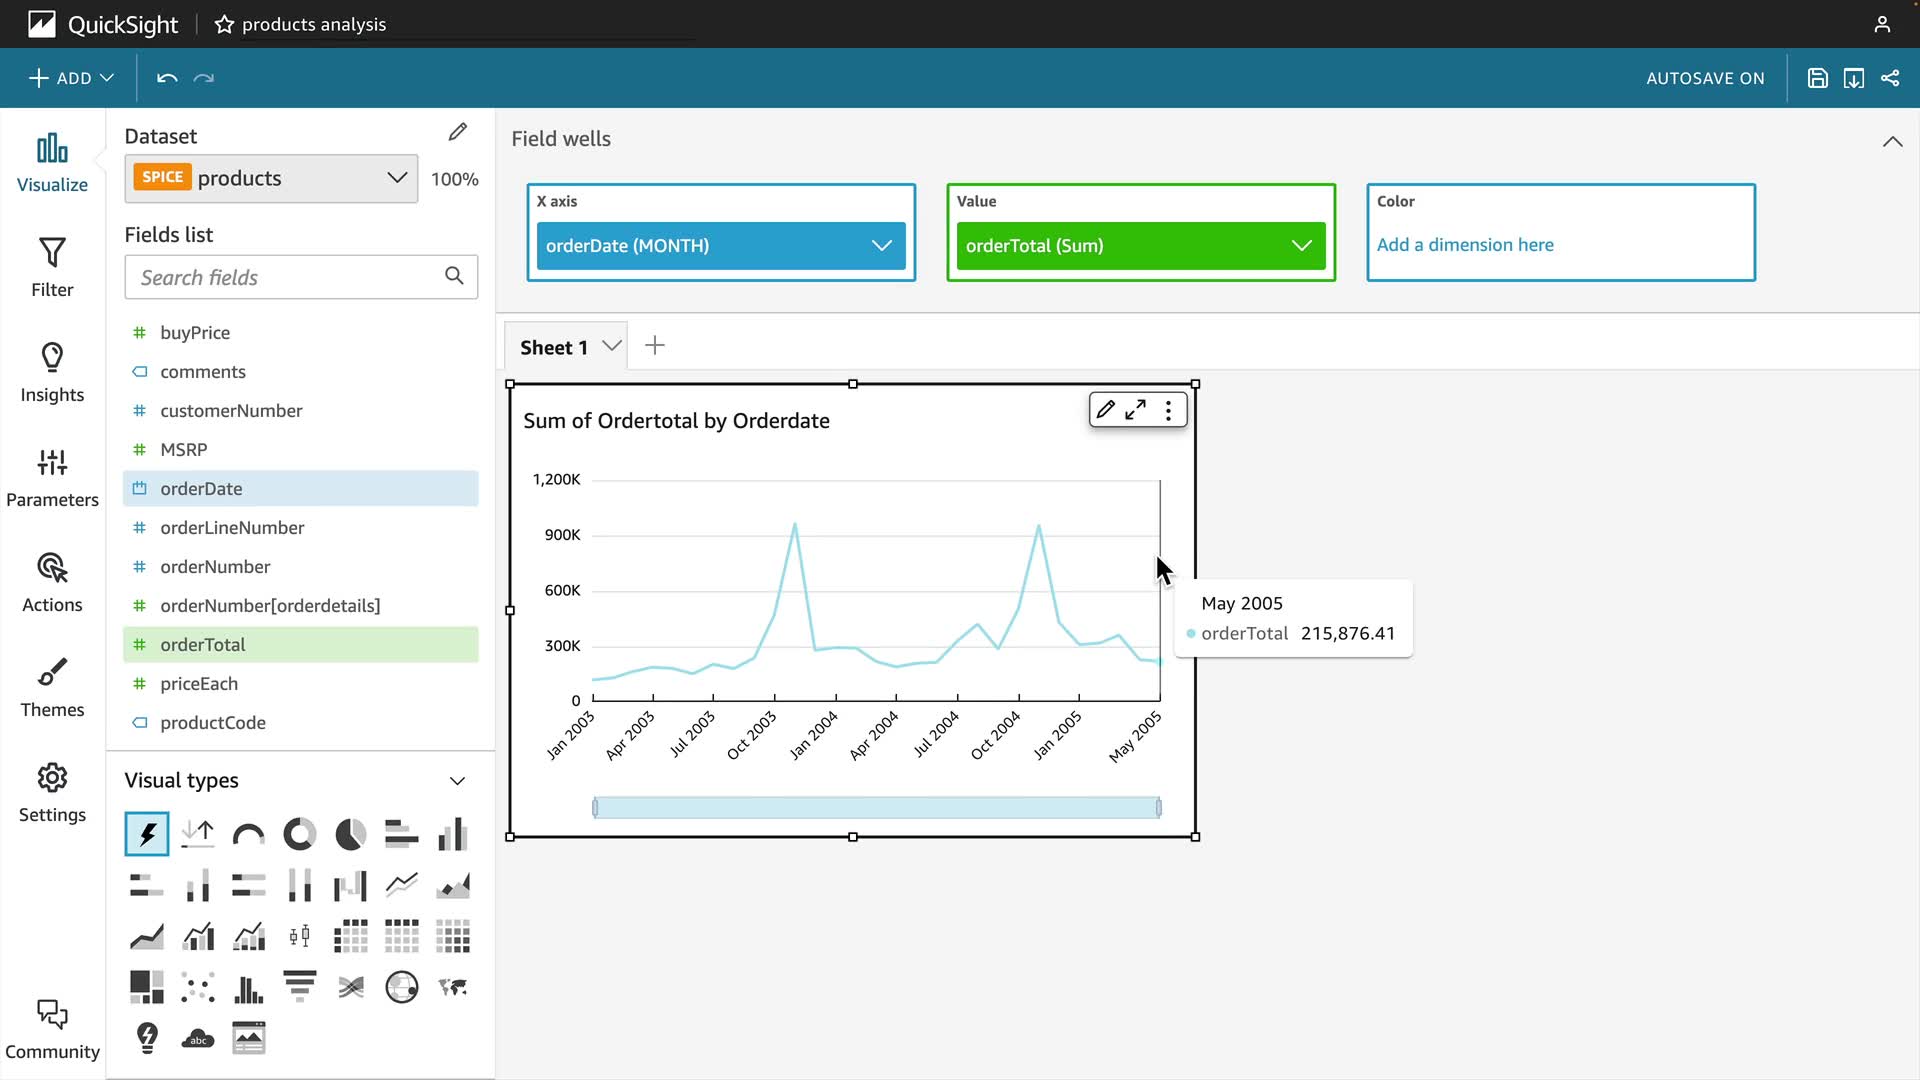 QuickSight
products analysis
ADD
AUTOSAVE ON
Visualize
Filter
Insights
Parameters
Actions
Themes
Settings
Community
Dataset
SPICE products
100%
Fields list
Search fields
buyPrice
comments
customerNumber
MSRP
orderDate
orderLineNumber
orderNumber
orderNumber[orderdetails]
orderTotal
priceEach
productCode
Visual types
abc
Field wells
X axis
orderDate (MONTH)
Value
orderTotal (Sum)
Color
Add a dimension here
Sheet 1
Sum of Ordertotal by Orderdate
1,200K
900K
600K
300K
0
Jan 2003
Apr 2003
Jul 2003
Oct 2003
Jan 2004
Apr 2004
Jul 2004
Oct 2004
Jan 2005
May 2005
May 2005
orderTotal 215,876.41